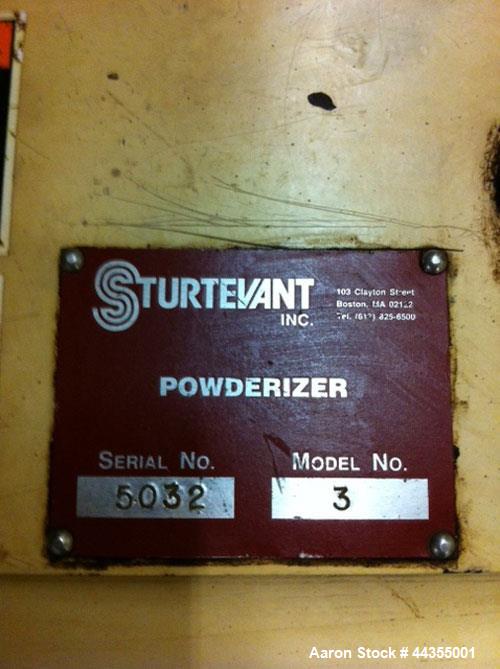 STURTEVANT
INC.
103 Clayton Street
Boston, MA 02122
Tel. (617) 825-6500
POWDERIZER
SERIAL NO.
5032
MODEL NO.
3
Aaron Stock # 44355001